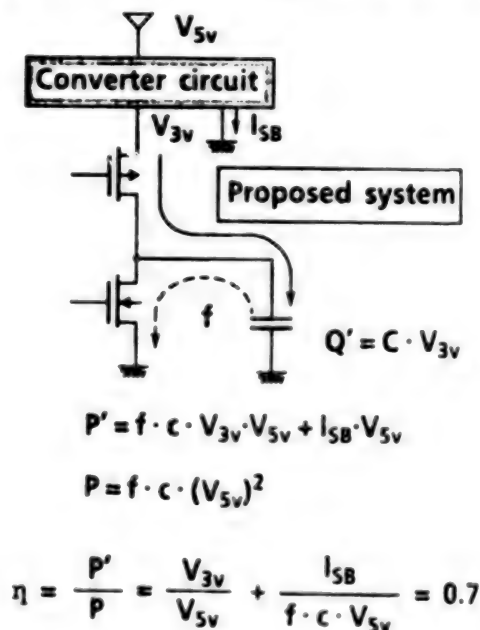 V5v
Converter circuit
V3v ISB
Proposed system
f
Q' = C · V3v
P' = f · c · V3v · V5v + ISB · V5v
P = f · c · (V5v)²
η = P' / P = V3v / V5v + ISB / f · c · V5v = 0.7